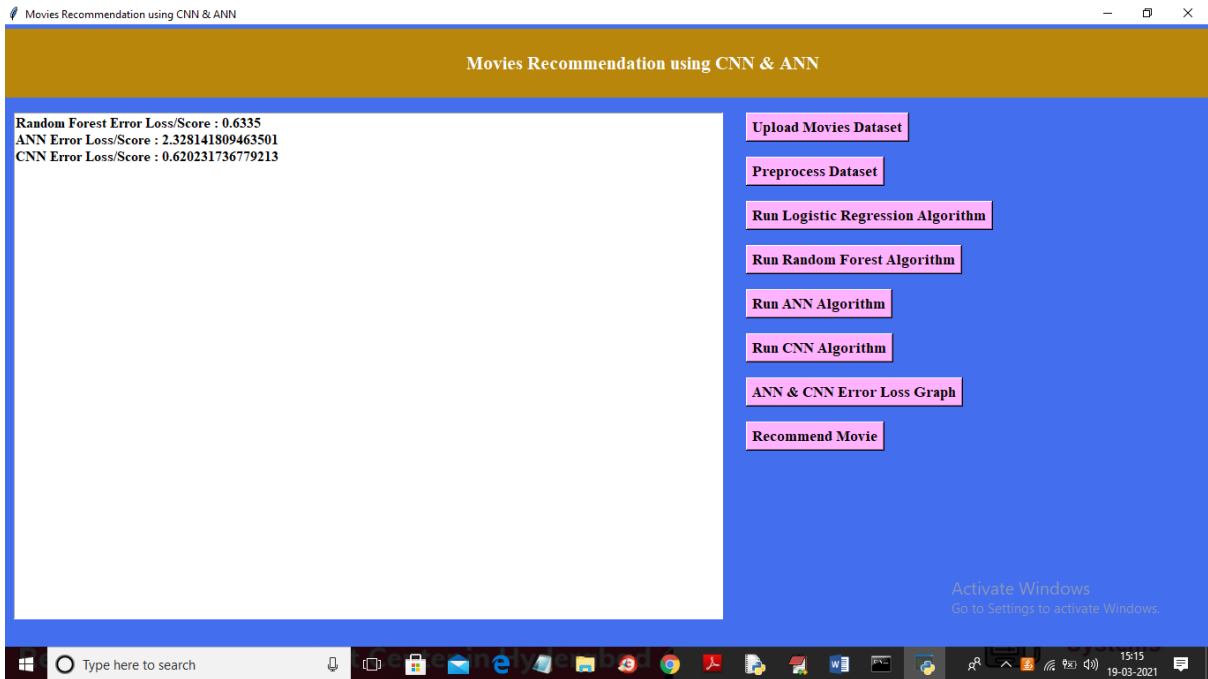 Movies Recommendation using CNN & ANN
Movies Recommendation using CNN & ANN
Random Forest Error Loss/Score : 0.6335
ANN Error Loss/Score : 2.328141809463501
CNN Error Loss/Score : 0.620231736779213
Upload Movies Dataset
Preprocess Dataset
Run Logistic Regression Algorithm
Run Random Forest Algorithm
Run ANN Algorithm
Run CNN Algorithm
ANN & CNN Error Loss Graph
Recommend Movie
Activate Windows
Go to Settings to activate Windows.
Systems
Type here to search
in Hyderabad
15:15
19-03-2021